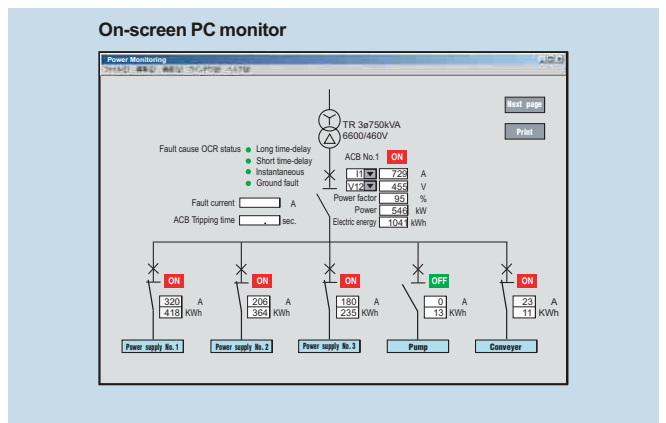 On-screen PC monitor
Power Monitoring
Next page
Print
TR 3ø750kVA
6600/460V
Fault cause OCR status
Long time-delay
Short time-delay
Instantaneous
Ground fault
ACB No.1 ON
I1 729 A
V12 455 V
Power factor 95 %
Power 546 kW
Electric energy 1041 kWh
Fault current A
ACB Tripping time . sec.
ON ON ON OFF ON
320 A 206 A 180 A 0 A 23 A
418 KWh 364 KWh 235 KWh 13 KWh 11 KWh
Power supply No.1 Power supply No.2 Power supply No.3 Pump Conveyer